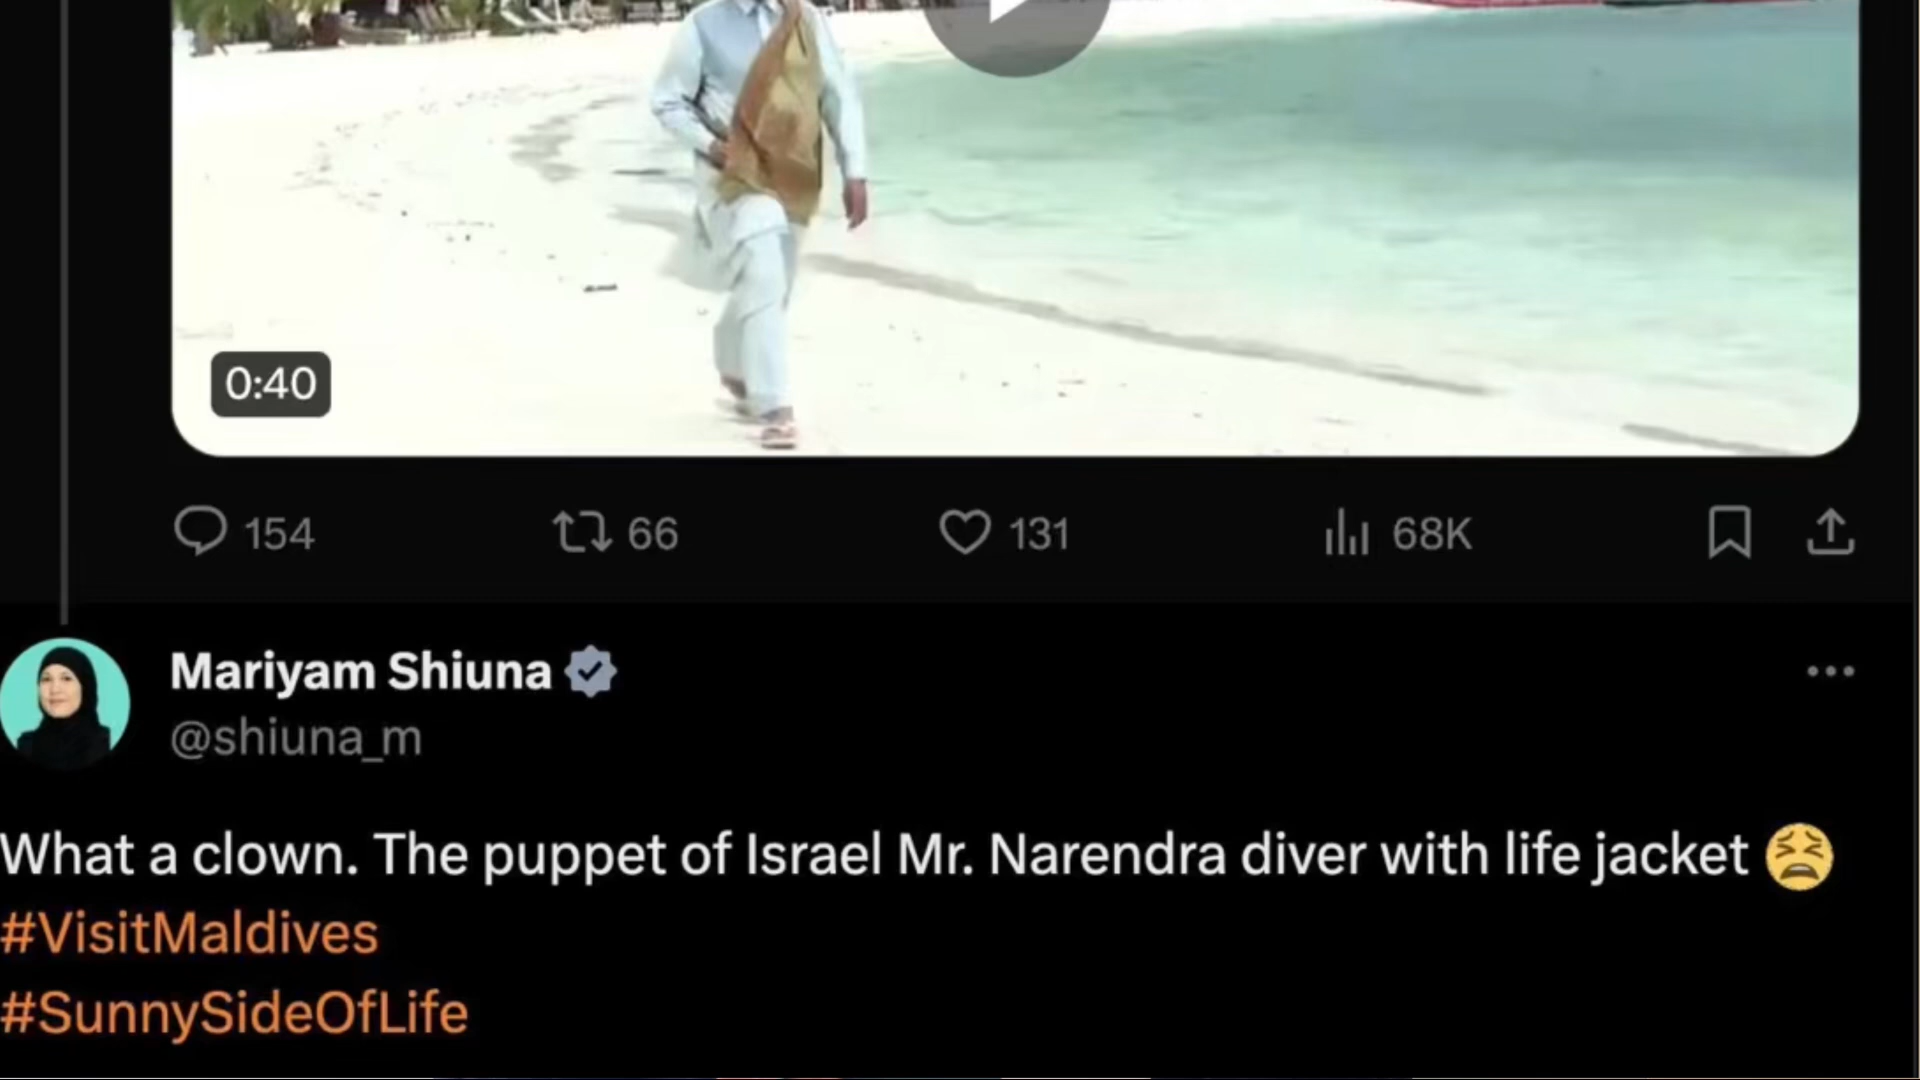 0:40
154 66 131 68K
Mariyam Shiuna
@shiuna_m
What a clown. The puppet of Israel Mr. Narendra diver with life jacket 😫
#VisitMaldives
#SunnySideOfLife